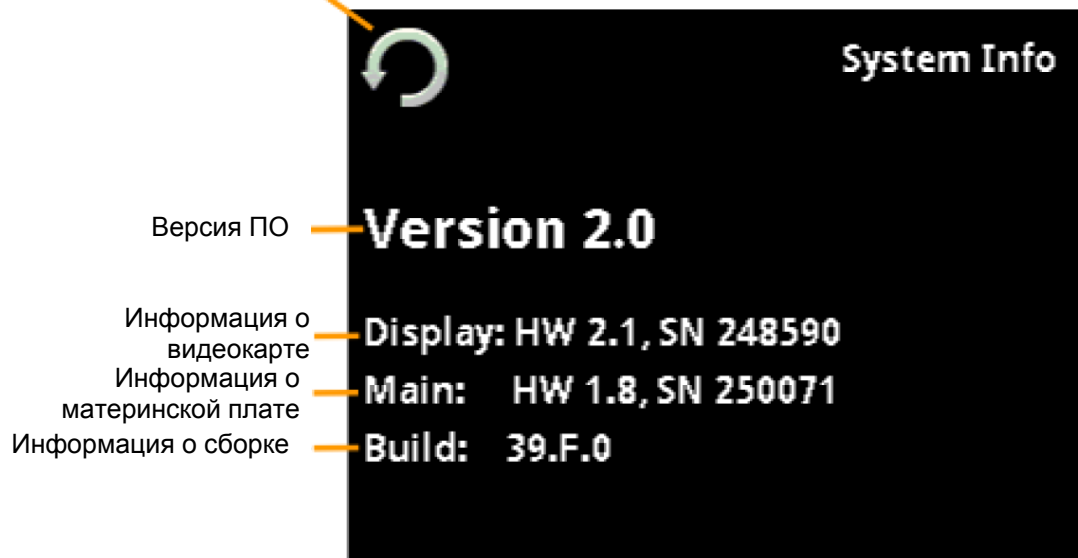 System Info
Версия ПО
Version 2.0
Информация о
видеокарте
Display: HW 2.1, SN 248590
Информация о
материнской плате
Main: HW 1.8, SN 250071
Информация о сборке
Build: 39.F.0